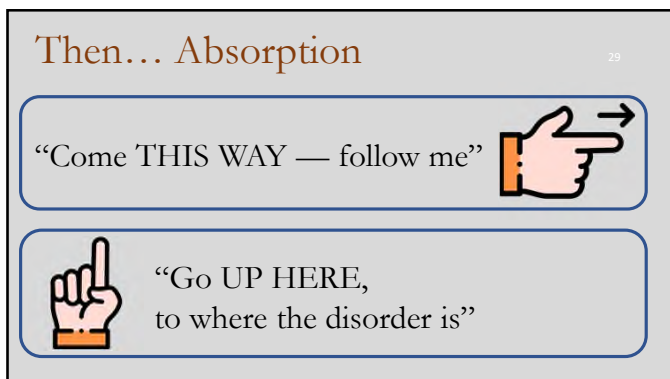 Then… Absorption
29
“Come THIS WAY — follow me”
“Go UP HERE,
to where the disorder is”